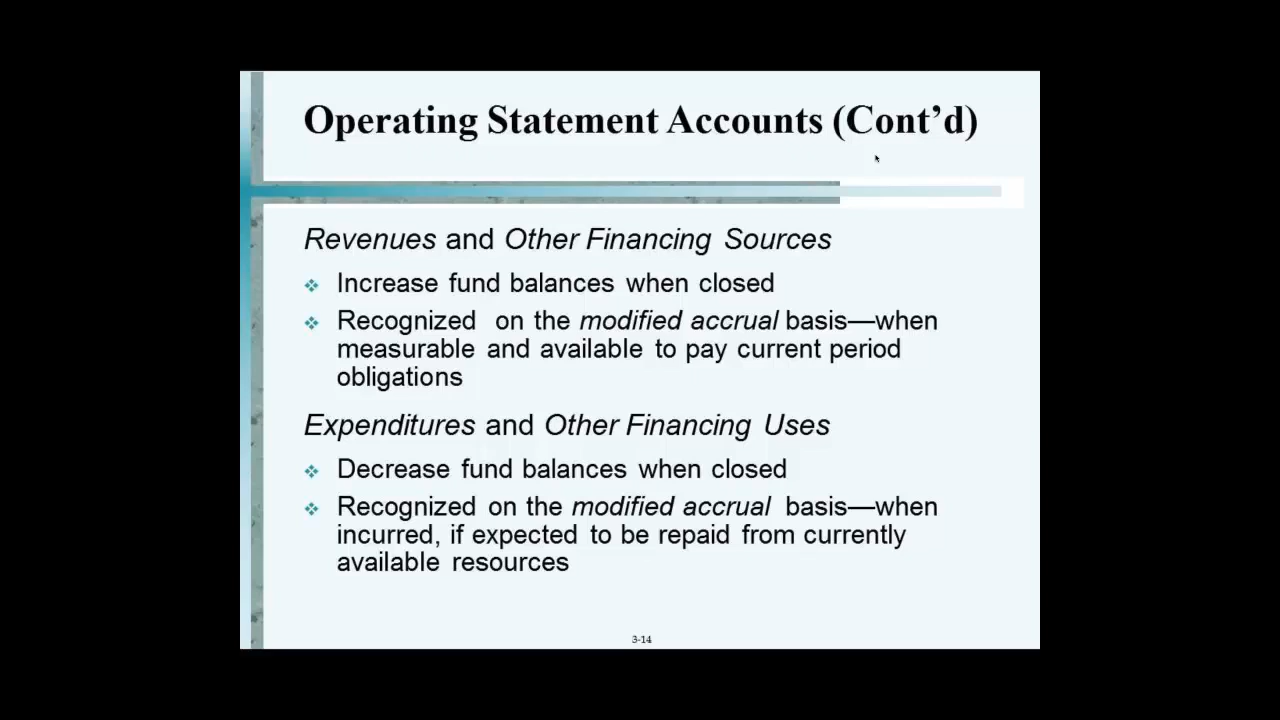 Operating Statement Accounts (Cont’d)
Revenues and Other Financing Sources
Increase fund balances when closed
Recognized on the modified accrual basis—when
measurable and available to pay current period
obligations
Expenditures and Other Financing Uses
Decrease fund balances when closed
Recognized on the modified accrual basis—when
incurred, if expected to be repaid from currently
available resources
3-14